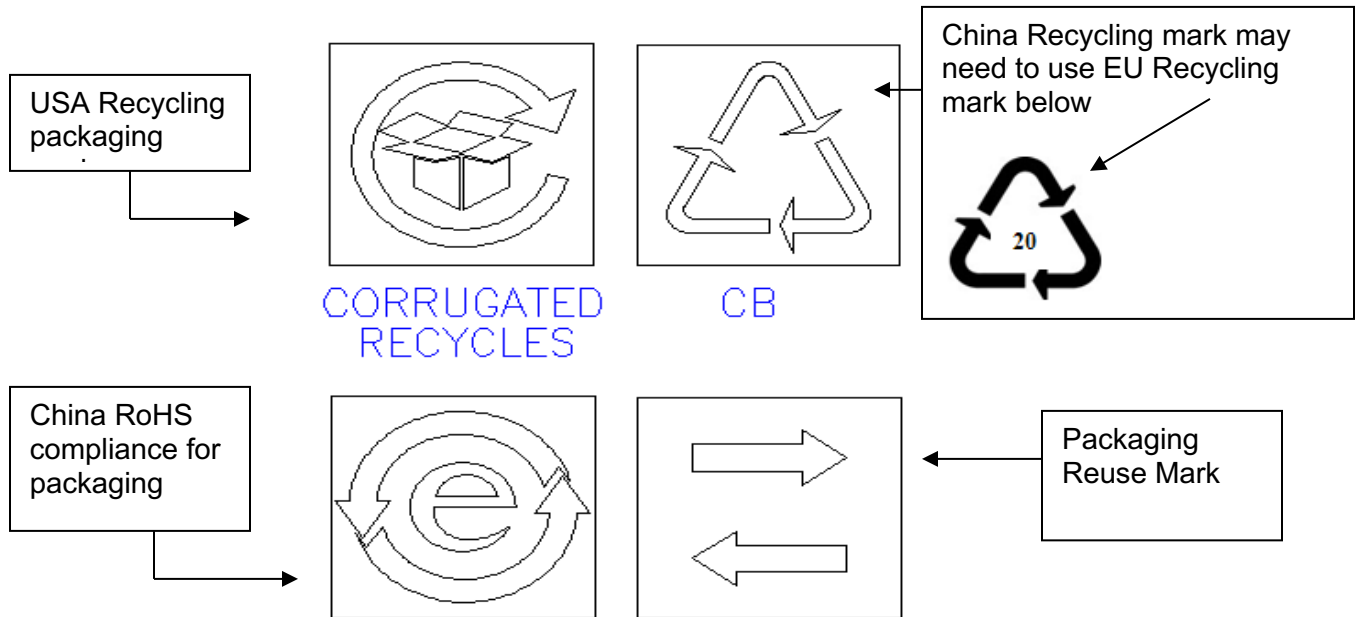 USA Recycling
packaging
China Recycling mark may
need to use EU Recycling
mark below
20
CORRUGATED
RECYCLES
CB
China RoHS
compliance for
packaging
e
Packaging
Reuse Mark